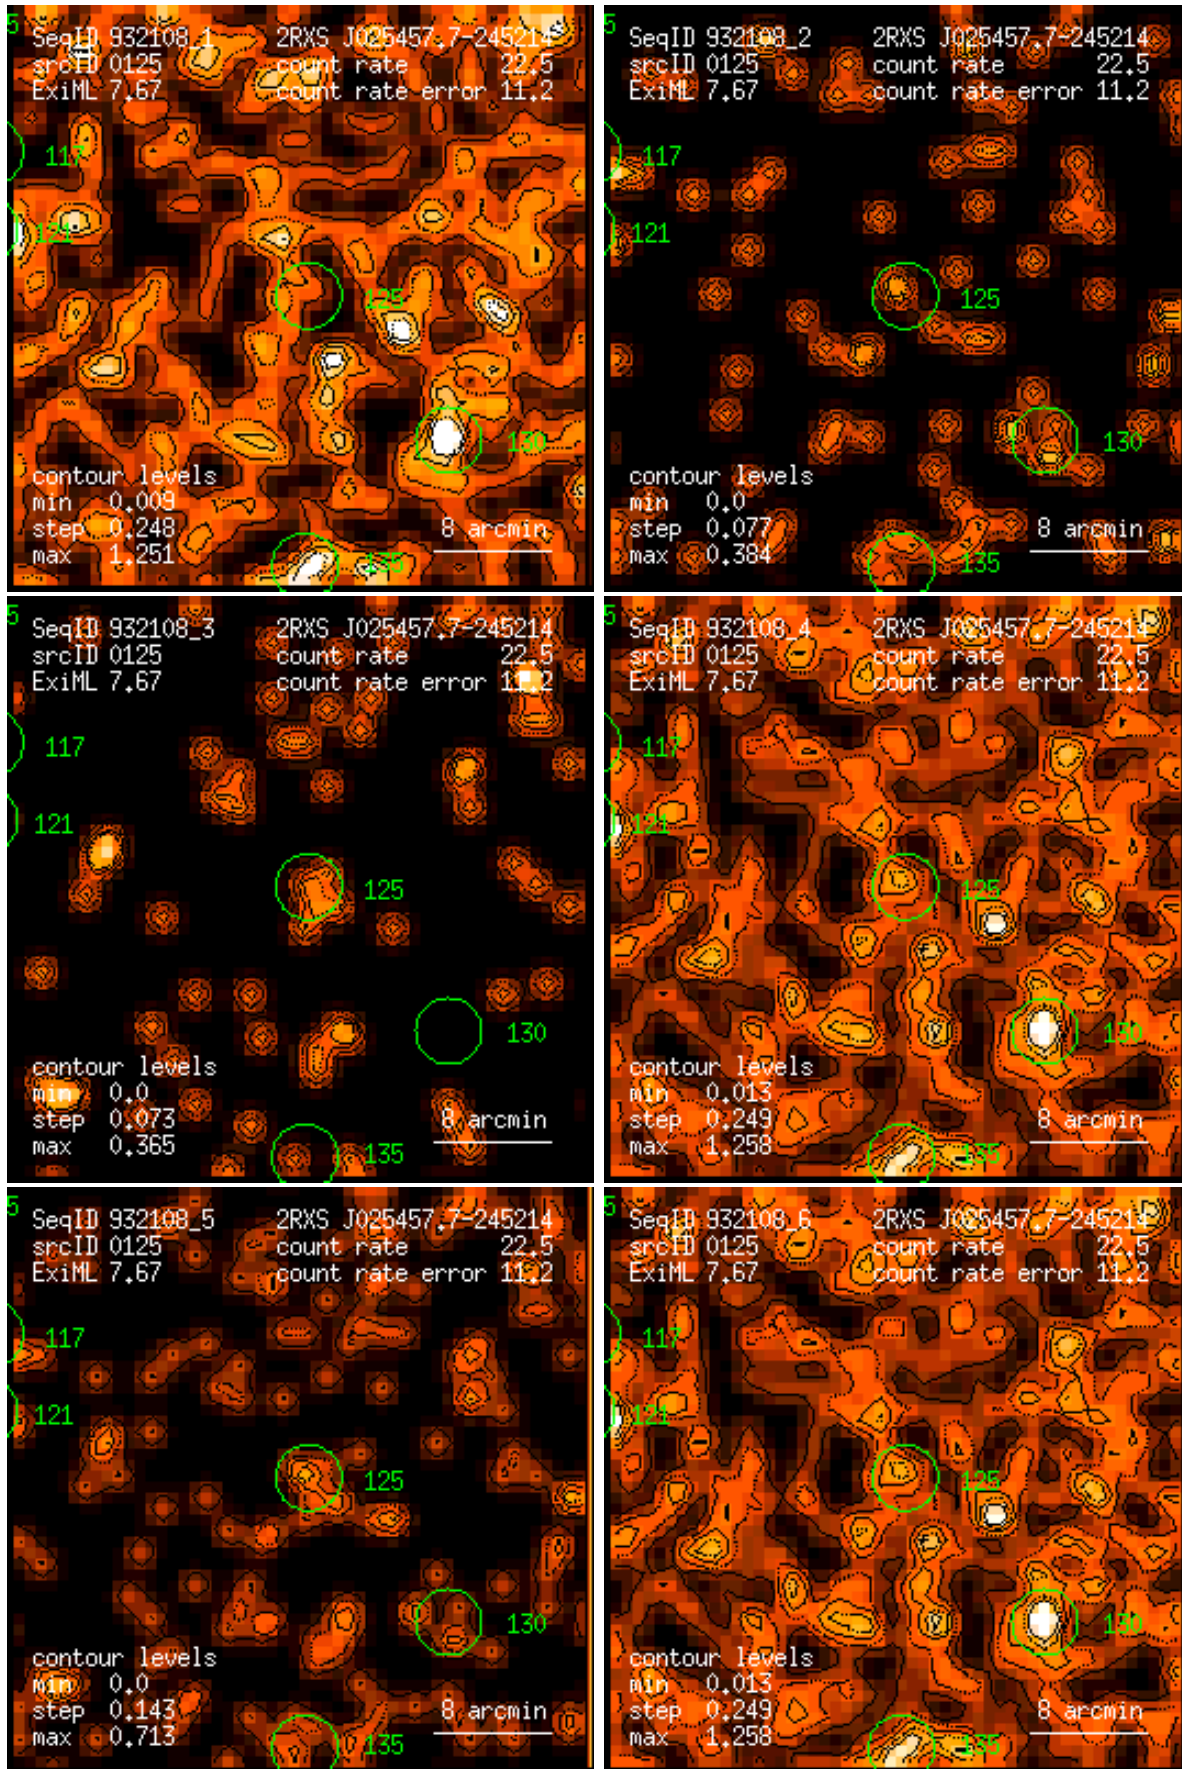 5
SeqID 932108_1 2RXS J025457.7-245214
srcID 0125 count rate 22.5
ExiML 7.67 count rate error 11.2
117
121
125
130
contour levels
min 0.009
step 0.248 8 arcmin
max 1.251 135
5
SeqID 932108_2 2RXS J025457.7-245214
srcID 0125 count rate 22.5
ExiML 7.67 count rate error 11.2
117
121
125
130
contour levels
min 0.0
step 0.077 8 arcmin
max 0.384 135
5
SeqID 932108_3 2RXS J025457.7-245214
srcID 0125 count rate 22.5
ExiML 7.67 count rate error 11.2
117
121
125
130
contour levels
min 0.0
step 0.073 8 arcmin
max 0.365 135
SeqID 932108_4 2RXS J025457.7-245214
srcID 0125 count rate 22.5
ExiML 7.67 count rate error 11.2
117
121
125
130
contour levels
min 0.013
step 0.249 8 arcmin
max 1.258 135
5
SeqID 932108_5 2RXS J025457.7-245214
srcID 0125 count rate 22.5
ExiML 7.67 count rate error 11.2
117
121
125
130
contour levels
min 0.0
step 0.143 8 arcmin
max 0.713 135
5
SeqID 932108_6 2RXS J025457.7-245214
srcID 0125 count rate 22.5
ExiML 7.67 count rate error 11.2
117
121
125
130
contour levels
min 0.013
step 0.249 8 arcmin
max 1.258 135